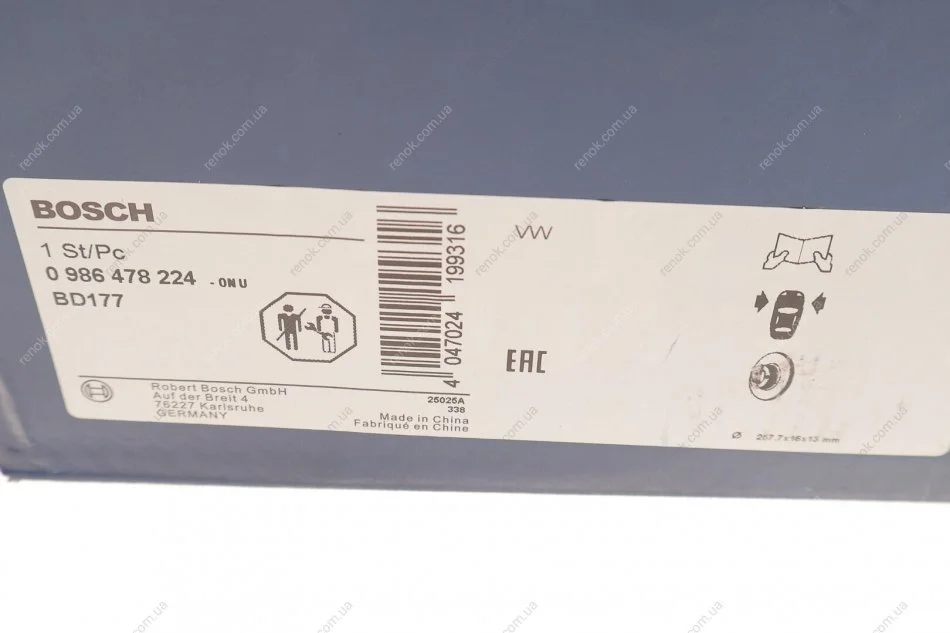 BOSCH
1 St/Pc
0 986 478 224 - ONU
BD177
4 047024 199316
EAC
Robert Bosch GmbH
Auf der Breit 4
76227 Karlsruhe
GERMANY
25025A
338
Made in China
Fabriqué en Chine
Ø 257.7x16x13 mm
renok.com.ua